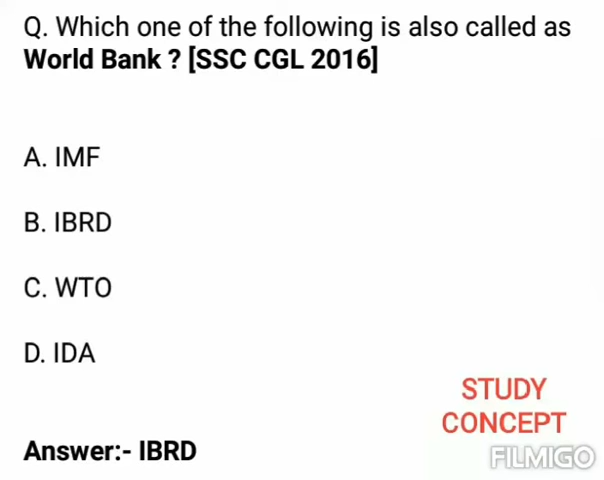 Q. Which one of the following is also called as
World Bank ? [SSC CGL 2016]
A. IMF
B. IBRD
C. WTO
D. IDA
STUDY
CONCEPT
Answer:- IBRD
FILMIGO